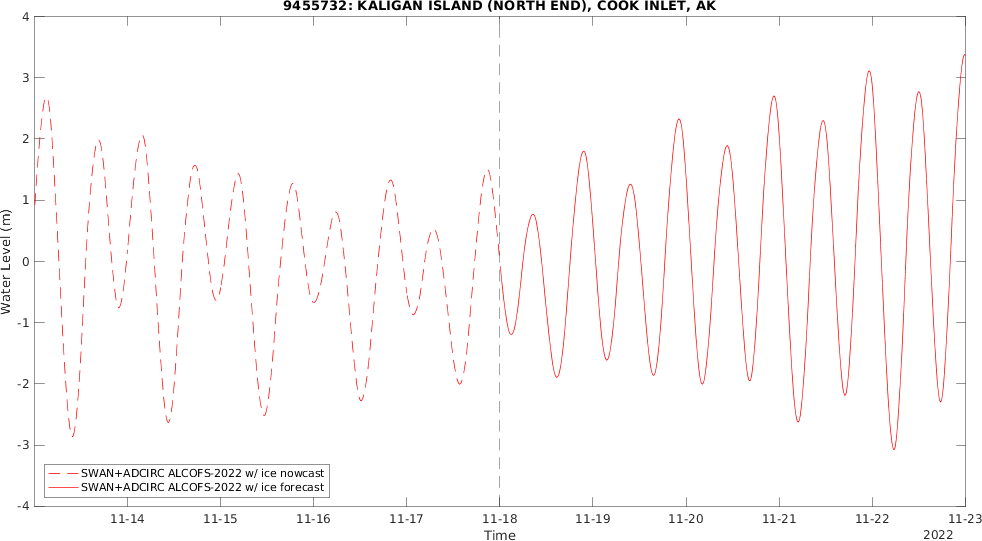 9455732: KALIGAN ISLAND (NORTH END), COOK INLET, AK
Water Level (m)
4
3
2
1
0
-1
-2
-3
-4
SWAN+ADCIRC ALCOFS-2022 w/ ice nowcast
SWAN+ADCIRC ALCOFS-2022 w/ ice forecast
11-14 11-15 11-16 11-17 11-18 11-19 11-20 11-21 11-22 11-23
Time
2022